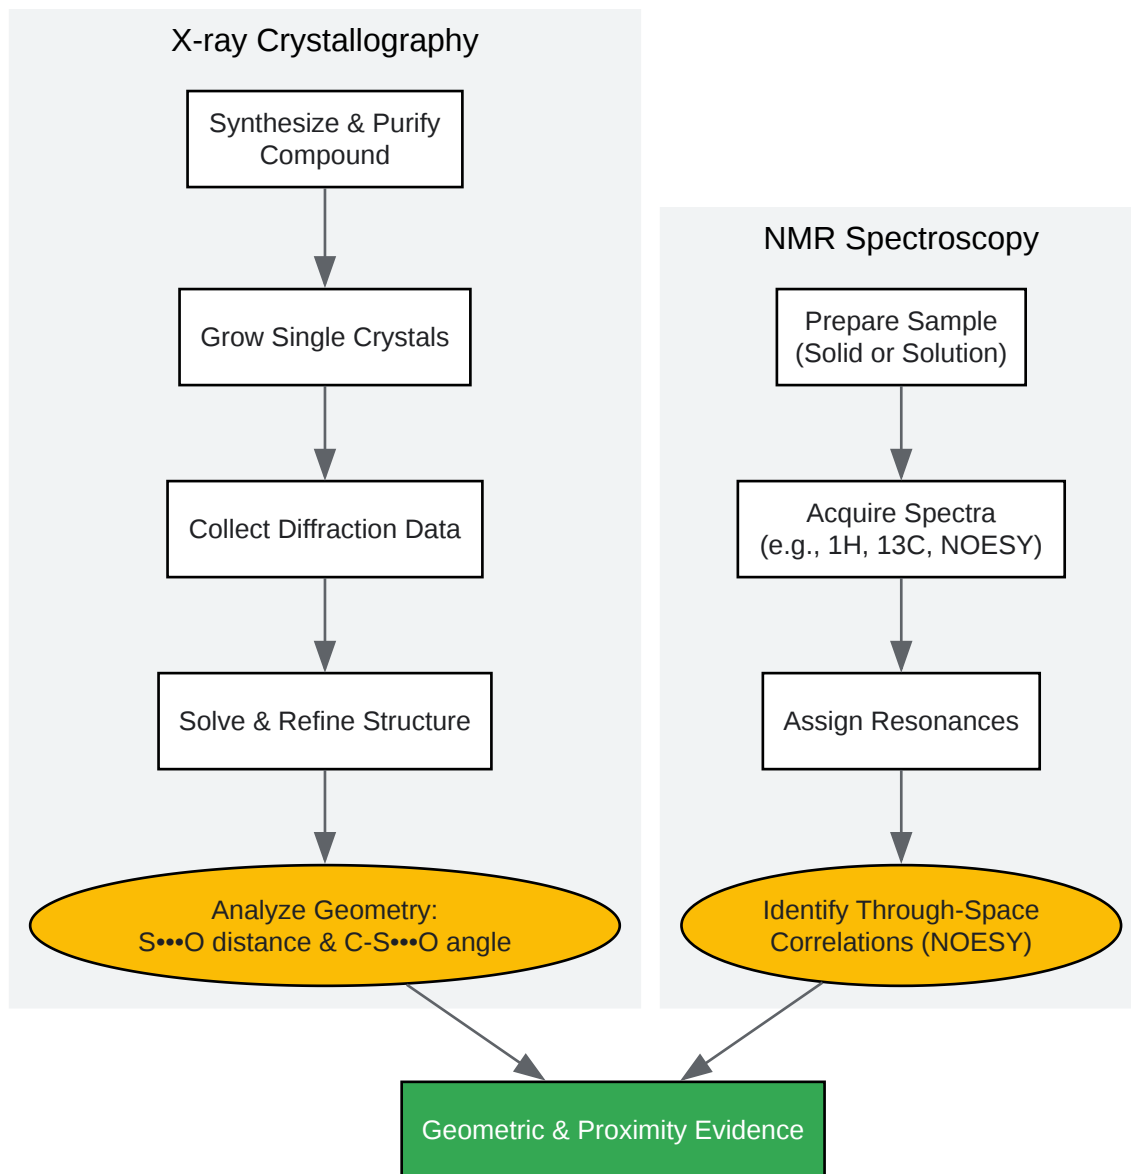 X-ray Crystallography
Synthesize & Purify
Compound
Grow Single Crystals
Collect Diffraction Data
Solve & Refine Structure
Analyze Geometry:
S•••O distance & C-S•••O angle
NMR Spectroscopy
Prepare Sample
(Solid or Solution)
Acquire Spectra
(e.g., 1H, 13C, NOESY)
Assign Resonances
Identify Through-Space
Correlations (NOESY)
Geometric & Proximity Evidence